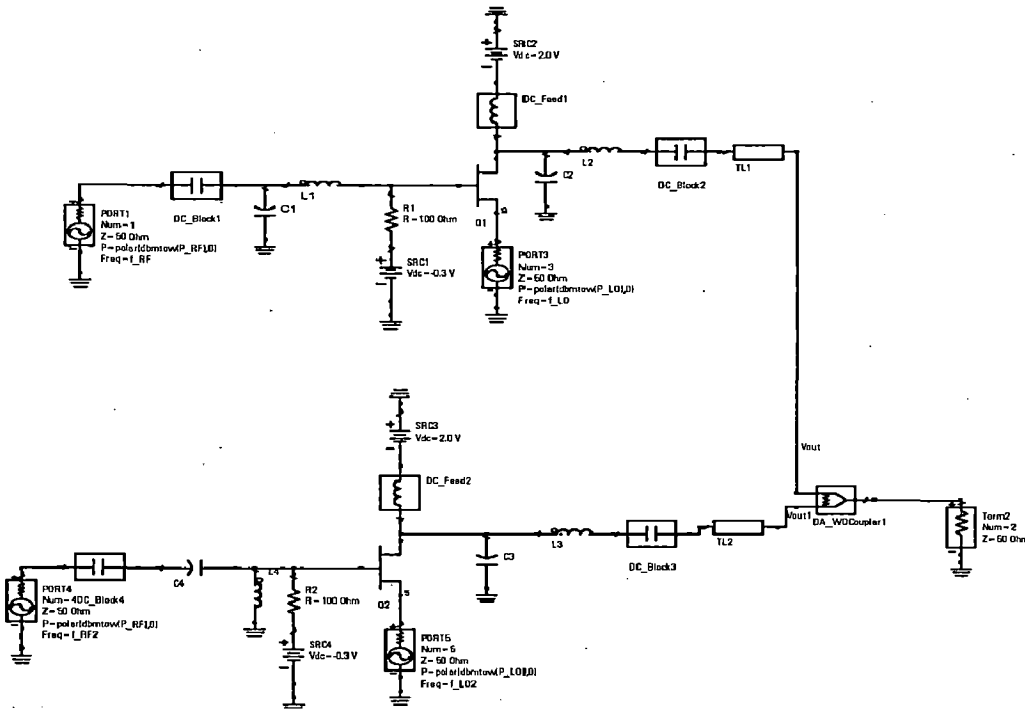 SRC2
Vdc=2.0 V
DC_Feed1
L2
C2
DC_Block2
TL1
DC_Block1
C1
L1
R1
R=100 Ohm
Q1
PORT1
Num=1
Z=50 Ohm
P=polar(dbmtow(P_RF),0)
Freq=f_RF
SRC1
Vdc=-0.3 V
PORT3
Num=3
Z=50 Ohm
P=polar(dbmtow(P_LO),0)
Freq=f_LO
SRC3
Vdc=2.0 V
Vout
DC_Feed2
Vout1
DA_WDCoupler1
Term2
Num=2
Z=50 Ohm
L3
C3
DC_Block3
TL2
C4
L4
R2
R=100 Ohm
Q2
PORT4
Num=4DC_Block4
Z=50 Ohm
P=polar(dbmtow(P_RF),0)
Freq=f_RF2
SRC4
Vdc=-0.3 V
PORT5
Num=5
Z=50 Ohm
P=polar(dbmtow(P_LO),0)
Freq=f_LO2